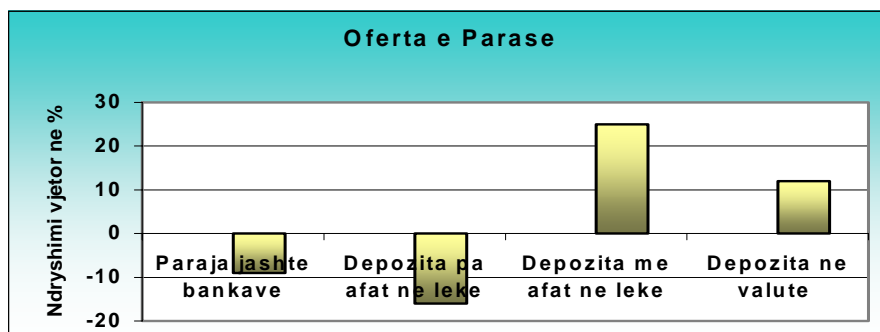 Oferta e Parase
Ndryshimi vjetor ne %
30
20
10
0
-10
-20
Paraja jashte
bankave
Depozita pa
afat ne leke
Depozita me
afat ne leke
Depozita ne
valute